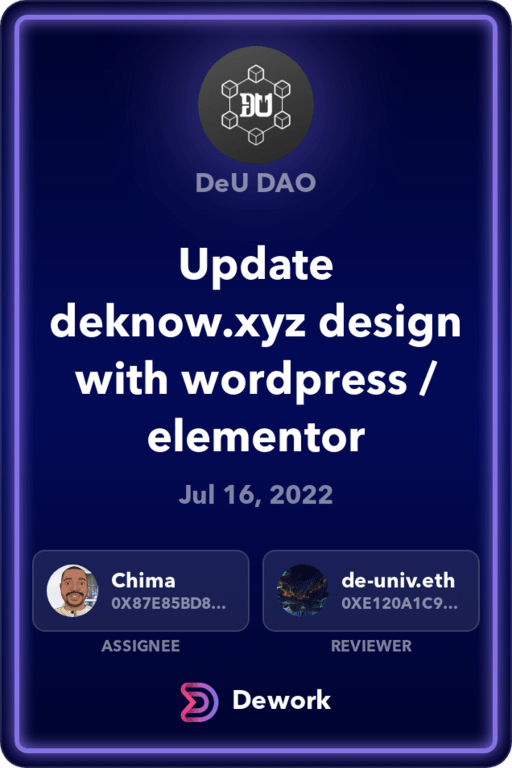 DU
DeU DAO
Update
deknow.xyz design
with wordpress /
elementor
Jul 16, 2022
Chima
0X87E85BD8...
de-univ.eth
0XE120A1C9...
ASSIGNEE
REVIEWER
Dework